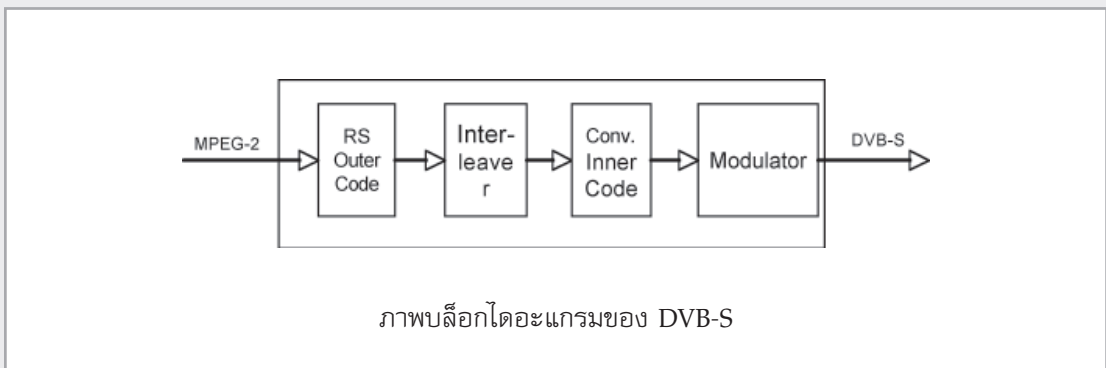 MPEG-2
RS
Outer
Code
Inter-
leave
r
Conv.
Inner
Code
Modulator
DVB-S
ภาพบล็อกไดอะแกรมของ DVB-S